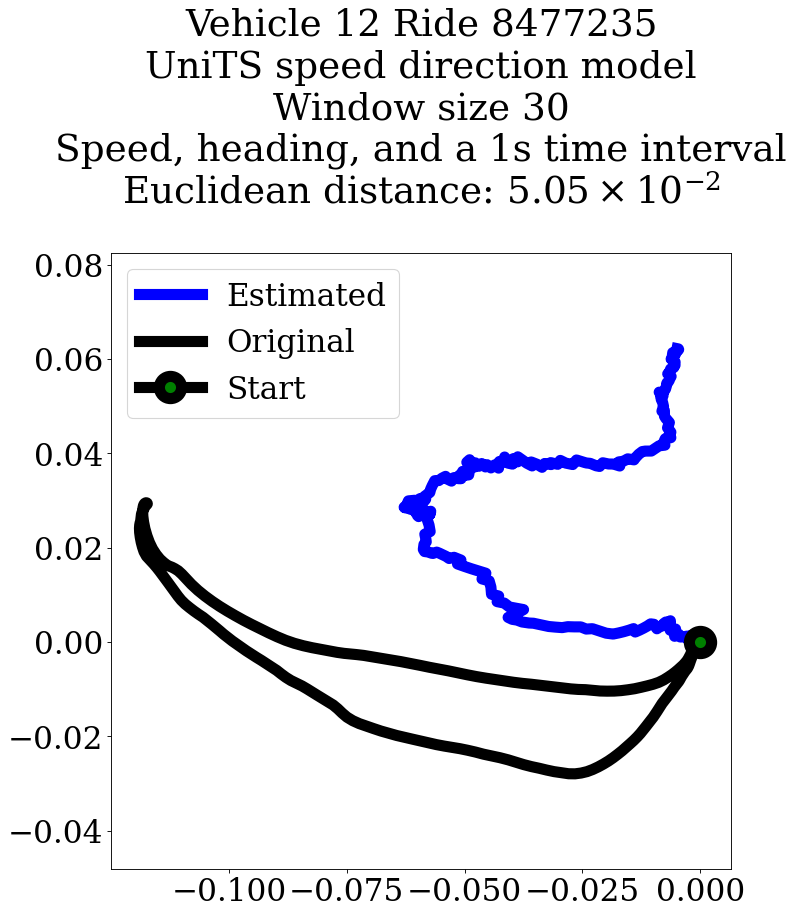 Vehicle 12 Ride 8477235
UniTS speed direction model
Window size 30
Speed, heading, and a 1s time interval
Euclidean distance: 5.05 × 10⁻²
0.08
0.06
0.04
0.02
0.00
−0.02
−0.04
Estimated
Original
Start
−0.100 −0.075 −0.050 −0.025 0.000